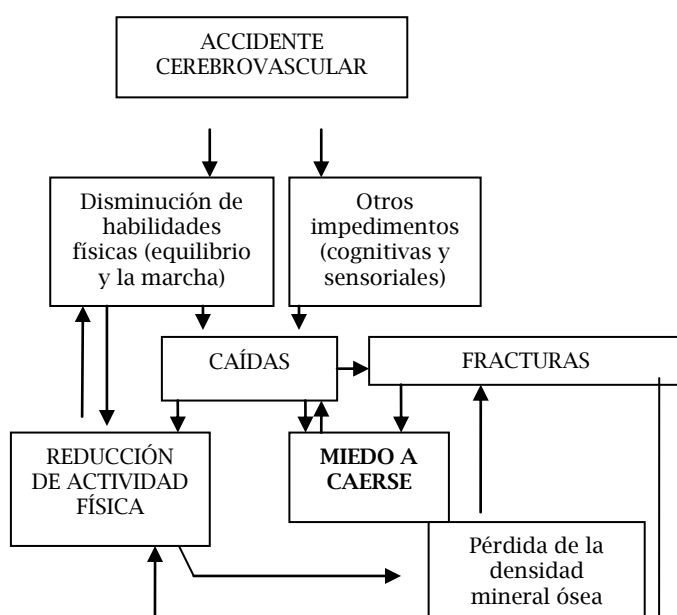 ACCIDENTE
CEREBROVASCULAR
Disminución de
habilidades
físicas (equilibrio
y la marcha)
Otros
impedimentos
(cognitivas y
sensoriales)
CAÍDAS
FRACTURAS
REDUCCIÓN
DE ACTIVIDAD
FÍSICA
MIEDO A
CAERSE
Pérdida de la
densidad
mineral ósea